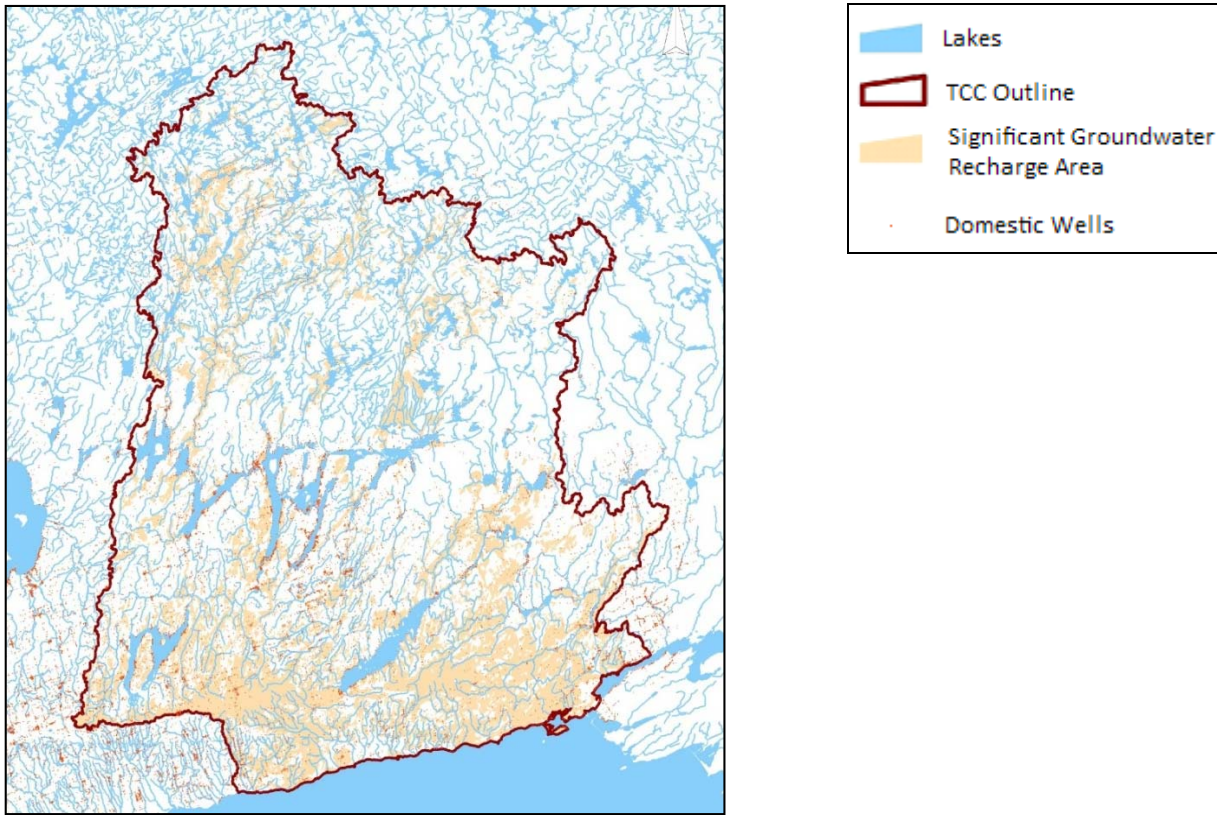 Lakes
TCC Outline
Significant Groundwater
Recharge Area
Domestic Wells